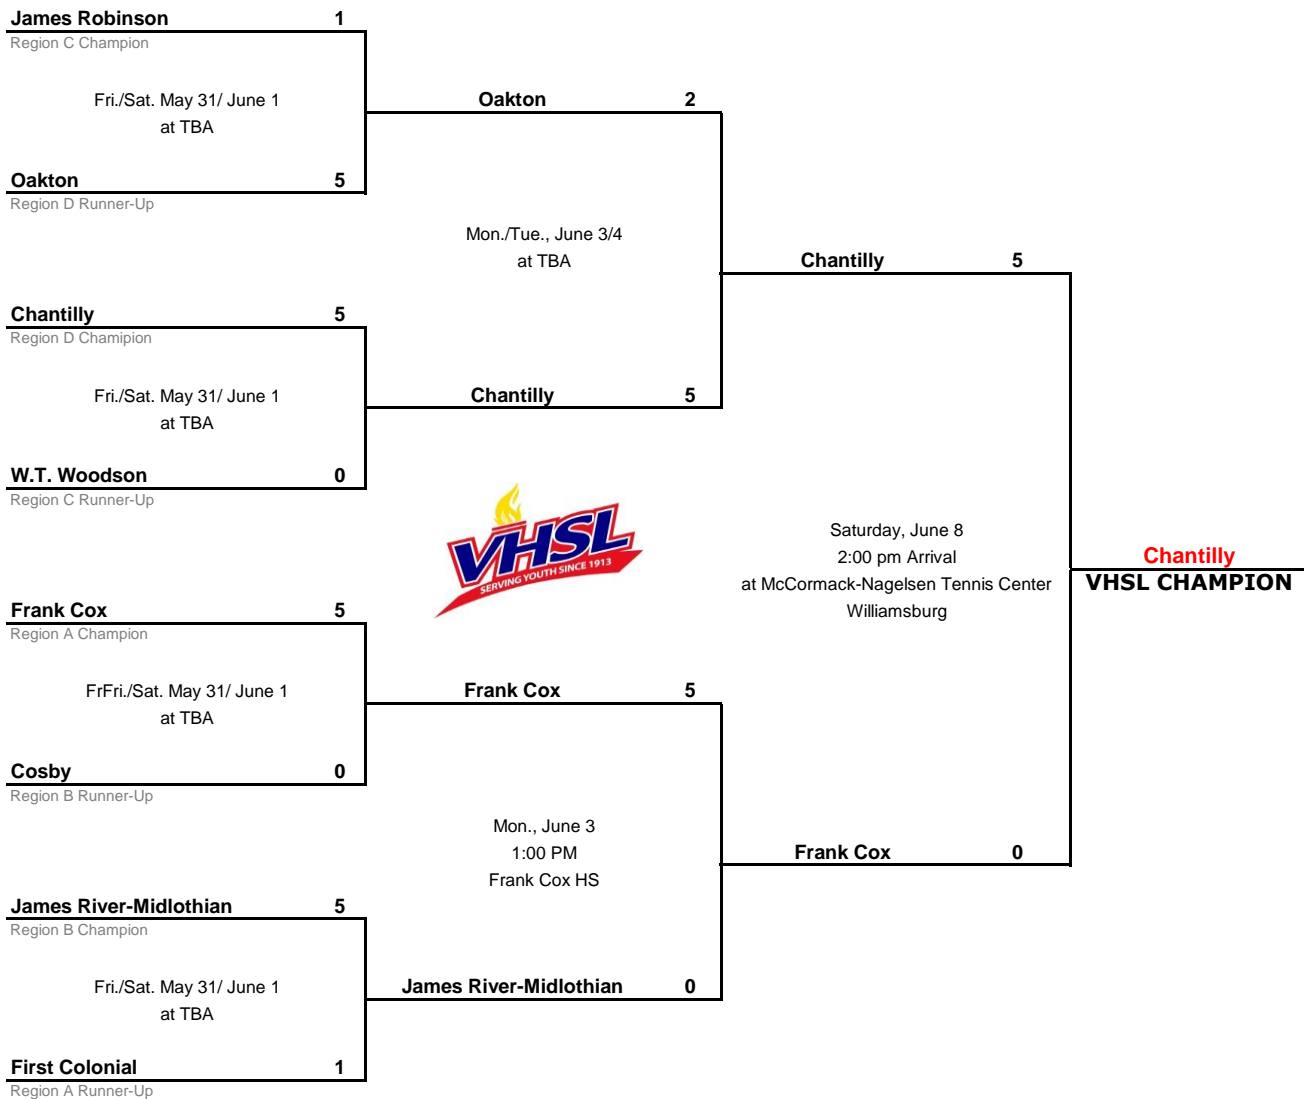 James Robinson 1
Region C Champion
Fri./Sat. May 31/ June 1
at TBA
Oakton 5
Region D Runner-Up
Chantilly 5
Region D Chamipion
Fri./Sat. May 31/ June 1
at TBA
W.T. Woodson 0
Region C Runner-Up
Frank Cox 5
Region A Champion
FrFri./Sat. May 31/ June 1
at TBA
Cosby 0
Region B Runner-Up
James River-Midlothian 5
Region B Champion
Fri./Sat. May 31/ June 1
at TBA
First Colonial 1
Region A Runner-Up
Oakton 2
Mon./Tue., June 3/4
at TBA
Chantilly 5
VHSL
SERVING YOUTH SINCE 1913
Frank Cox 5
Mon., June 3
1:00 PM
Frank Cox HS
James River-Midlothian 0
Chantilly 5
Saturday, June 8
2:00 pm Arrival
at McCormack-Nagelsen Tennis Center
Williamsburg
Frank Cox 0
Chantilly
VHSL CHAMPION